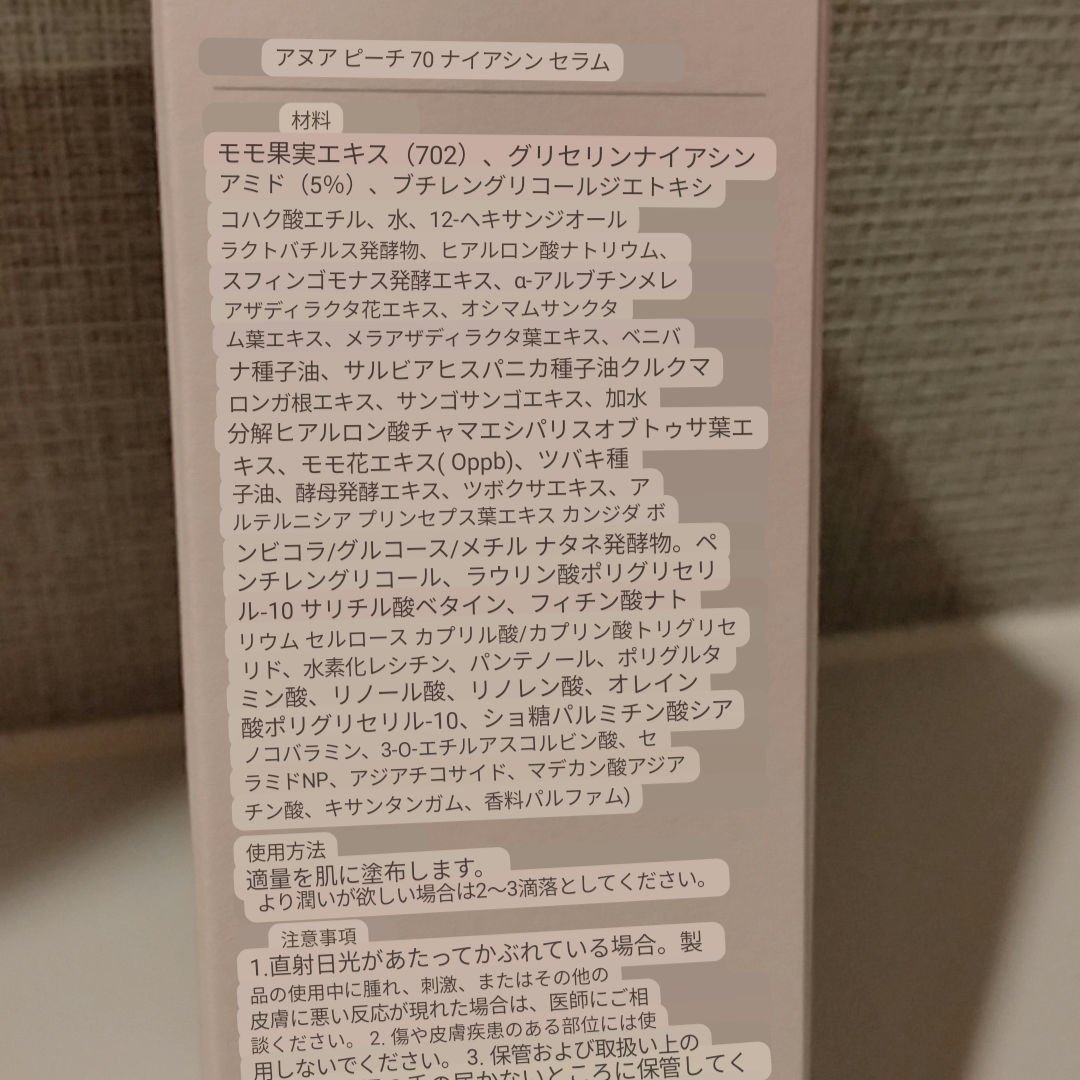 アヌア ピーチ 70 ナイアシン セラム
材料
モモ果実エキス（702）、グリセリンナイアシン
アミド（5%）、ブチレングリコールジエトキシ
コハク酸エチル、水、12-ヘキサンジオール
ラクトバチルス発酵物、ヒアルロン酸ナトリウム、
スフィンゴモナス発酵エキス、α-アルブチンメレ
アザディラクタ花エキス、オシマムサンクタ
ム葉エキス、メラアザディラクタ葉エキス、ベニバ
ナ種子油、サルビアヒスパニカ種子油クルクマ
ロンガ根エキス、サンゴサンゴエキス、加水
分解ヒアルロン酸チャマエシパリスオブトゥサ葉エ
キス、モモ花エキス( Oppb)、ツバキ種
子油、酵母発酵エキス、ツボクサエキス、ア
ルテルニシア プリンセプス葉エキス カンジダ ボ
ンビコラ/グルコース/メチル ナタネ発酵物。ペ
ンチレングリコール、ラウリン酸ポリグリセリ
ル-10 サリチル酸ベタイン、フィチン酸ナト
リウム セルロース カプリル酸/カプリン酸トリグリセ
リド、水素化レシチン、パンテノール、ポリグルタ
ミン酸、リノール酸、リノレン酸、オレイン
酸ポリグリセリル-10、ショ糖パルミチン酸シア
ノコバラミン、3-O-エチルアスコルビン酸、セ
ラミドNP、アジアチコサイド、マデカン酸アジア
チン酸、キサンタンガム、香料パルファム)
使用方法
適量を肌に塗布します。
より潤いが欲しい場合は2〜3滴落としてください。
注意事項
1.直射日光があたってかぶれている場合。製
品の使用中に腫れ、刺激、またはその他の
皮膚に悪い反応が現れた場合は、医師にご相
談ください。 2. 傷や皮膚疾患のある部位には使
用しないでください。 3. 保管および取扱い上の
の手の届かないところに保管してく